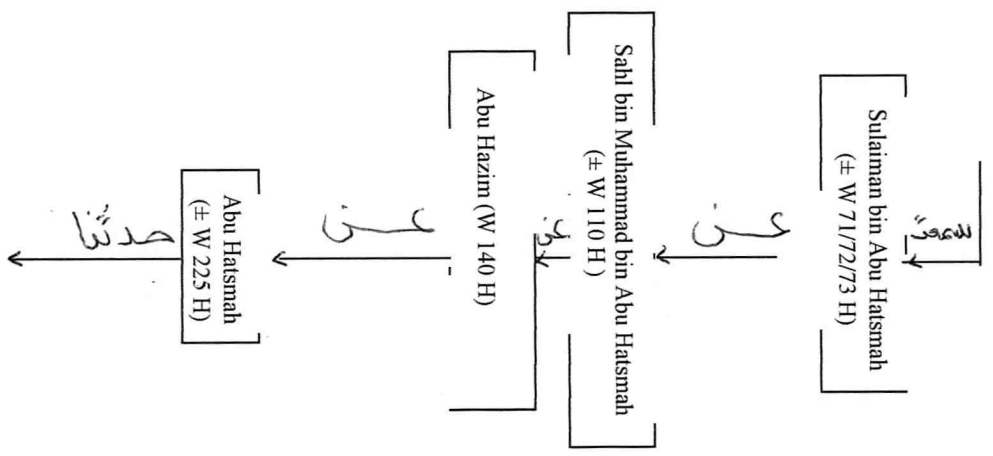 سمعت
Sulaiman bin Abu Hatsmah
(± W 71/72/73 H)
عن
Sahl bin Muhammad bin Abu Hatsmah
(± W 110 H )
عن
Abu Hazim (W 140 H)
عن
Abu Hatsmah
(± W 225 H)
حدثنا